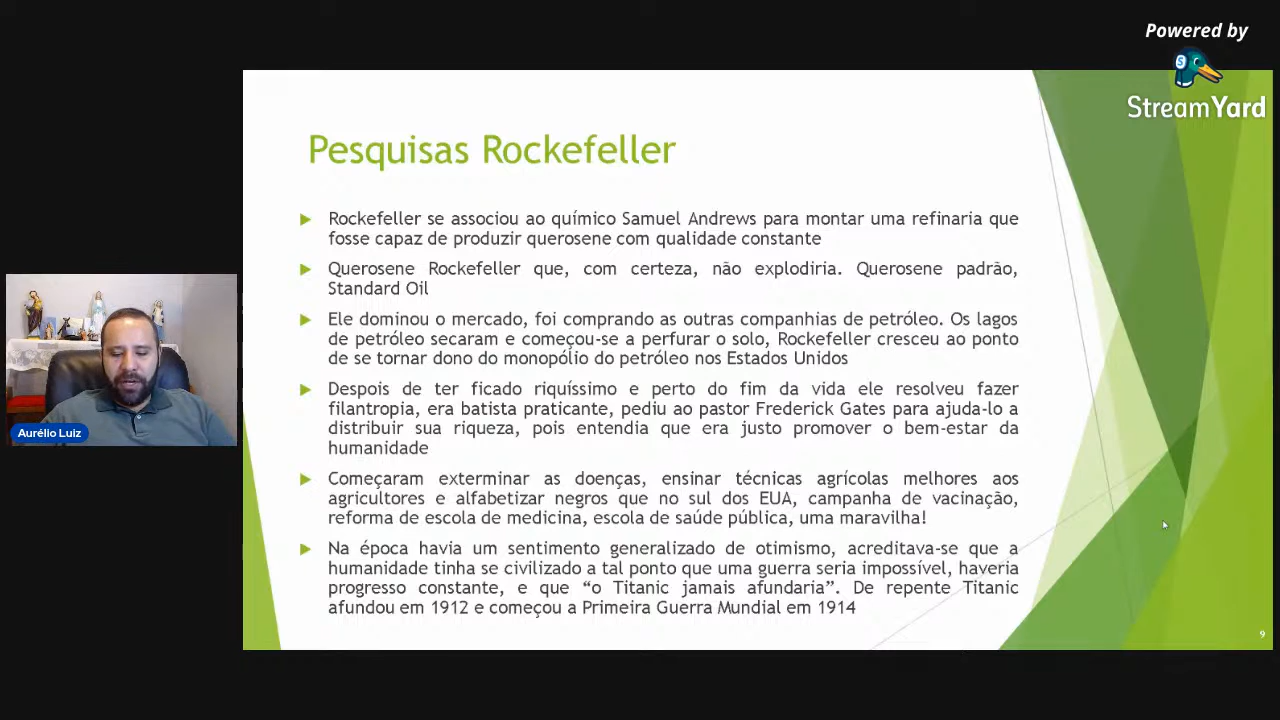 Powered by
StreamYard
Pesquisas Rockefeller
Rockefeller se associou ao químico Samuel Andrews para montar uma refinaria que
fosse capaz de produzir querosene com qualidade constante
Querosene Rockefeller que, com certeza, não explodiria. Querosene padrão,
Standard Oil
Ele dominou o mercado, foi comprando as outras companhias de petróleo. Os lagos
de petróleo secaram e começou-se a perfurar o solo, Rockefeller cresceu ao ponto
de se tornar dono do monopólio do petróleo nos Estados Unidos
Despois de ter ficado riquíssimo e perto do fim da vida ele resolveu fazer
filantropia, era batista praticante, pediu ao pastor Frederick Gates para ajuda-lo a
distribuir sua riqueza, pois entendia que era justo promover o bem-estar da
humanidade
Começaram exterminar as doenças, ensinar técnicas agrícolas melhores aos
agricultores e alfabetizar negros que no sul dos EUA, campanha de vacinação,
reforma de escola de medicina, escola de saúde pública, uma maravilha!
Na época havia um sentimento generalizado de otimismo, acreditava-se que a
humanidade tinha se civilizado a tal ponto que uma guerra seria impossível, haveria
progresso constante, e que “o Titanic jamais afundaria”. De repente Titanic
afundou em 1912 e começou a Primeira Guerra Mundial em 1914
9
Aurélio Luiz